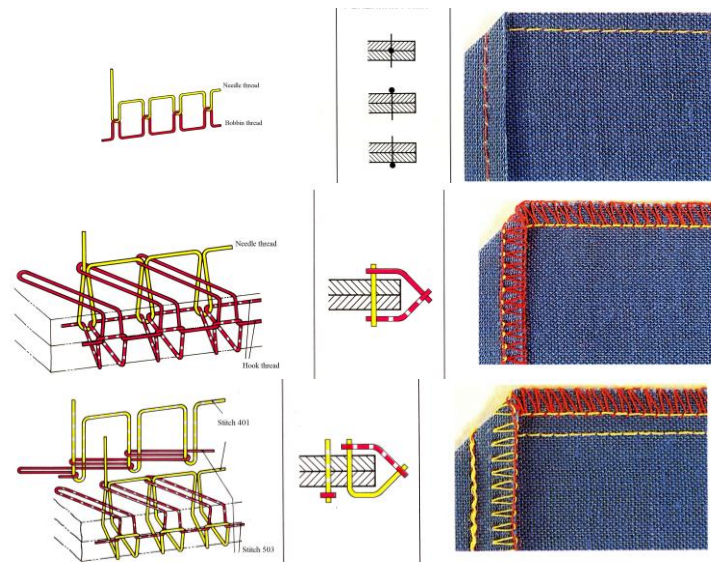 Needle thread
Bobbin thread
Needle thread
Hook thread
Stitch 401
Stitch 503